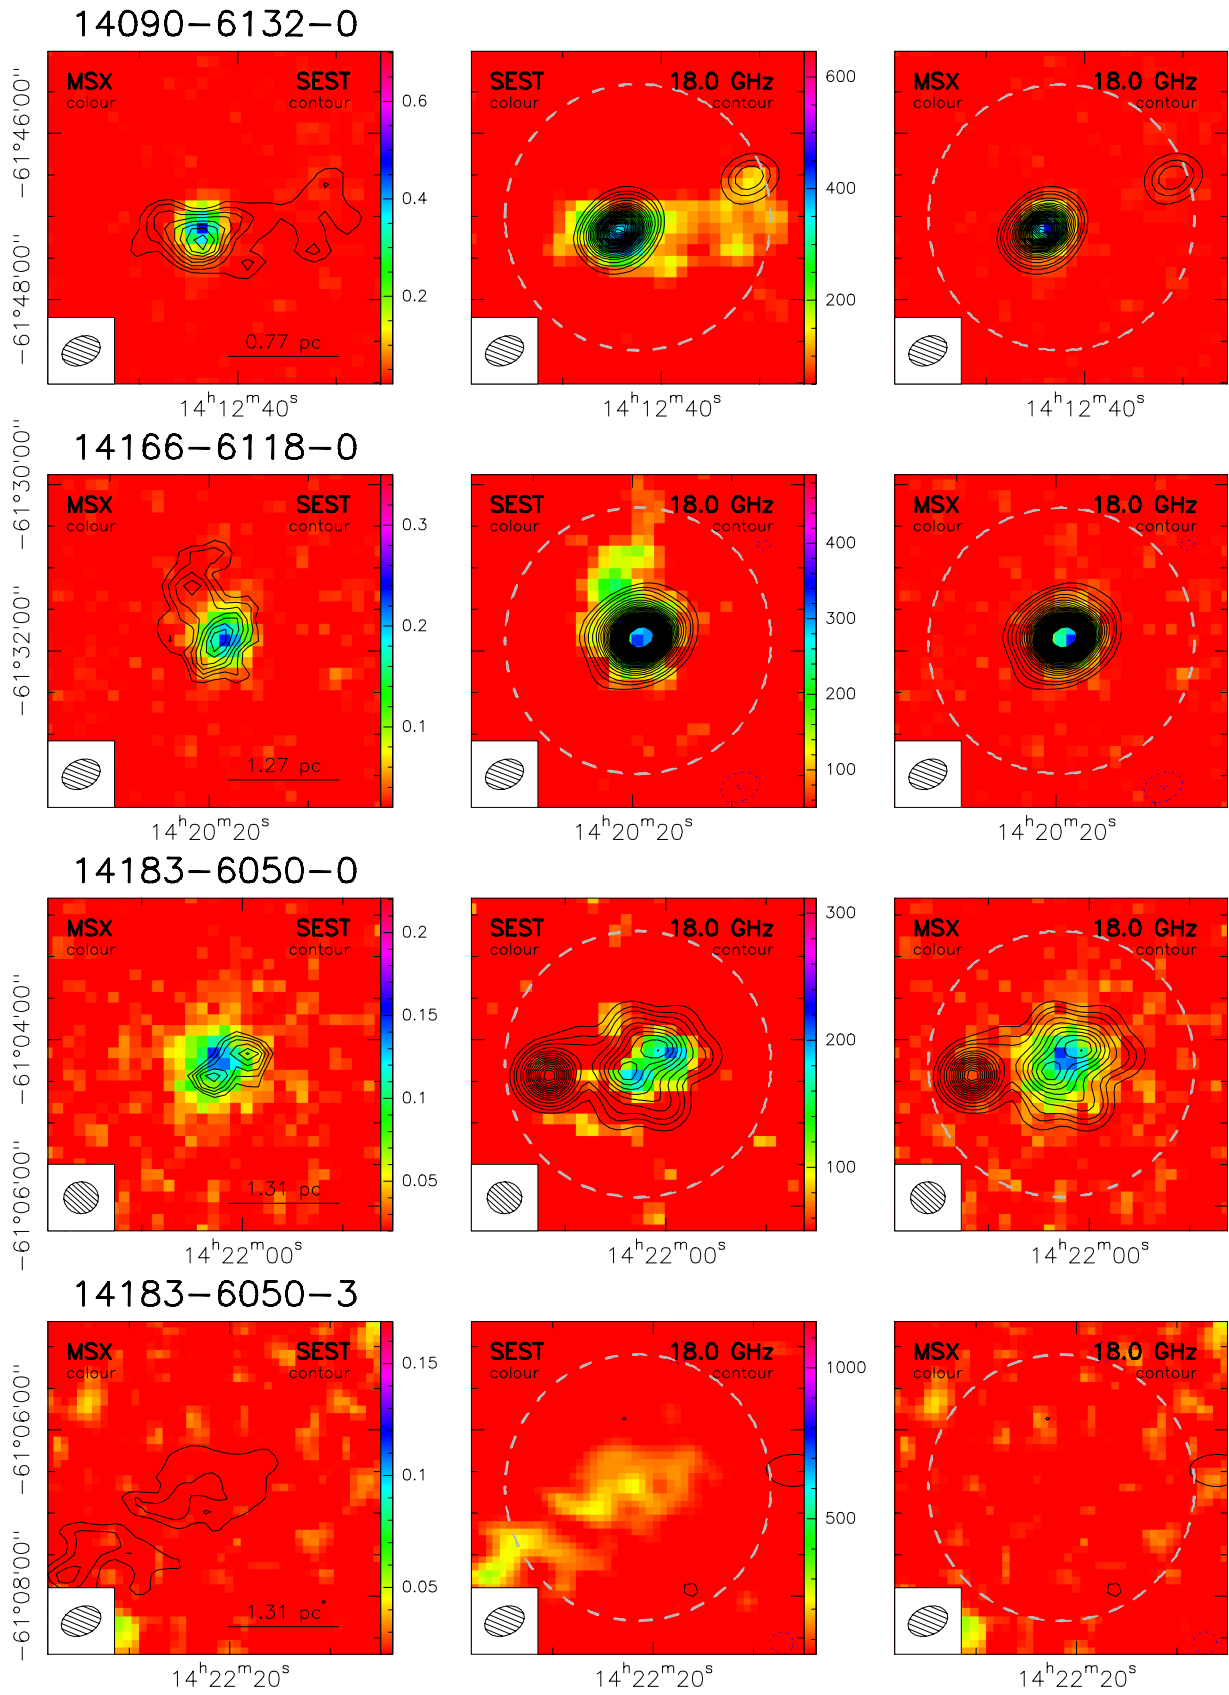 14090−6132−0
MSX SEST
colour contour
SEST 18.0 GHz
colour contour
MSX 18.0 GHz
colour contour
0.6
0.4
0.2
600
400
200
−61°46'00''
−61°48'00''
0.77 pc
14ʰ12ᵐ40ˢ
14ʰ12ᵐ40ˢ
14ʰ12ᵐ40ˢ
14166−6118−0
MSX SEST
colour contour
SEST 18.0 GHz
colour contour
MSX 18.0 GHz
colour contour
0.3
0.2
0.1
400
300
200
100
−61°30'00''
−61°32'00''
1.27 pc
14ʰ20ᵐ20ˢ
14ʰ20ᵐ20ˢ
14ʰ20ᵐ20ˢ
14183−6050−0
MSX SEST
colour contour
SEST 18.0 GHz
colour contour
MSX 18.0 GHz
colour contour
0.2
0.15
0.1
0.05
300
200
100
−61°04'00''
−61°06'00''
1.31 pc
14ʰ22ᵐ00ˢ
14ʰ22ᵐ00ˢ
14ʰ22ᵐ00ˢ
14183−6050−3
MSX SEST
colour contour
SEST 18.0 GHz
colour contour
MSX 18.0 GHz
colour contour
0.15
0.1
0.05
1000
500
−61°06'00''
−61°08'00''
1.31 pc
14ʰ22ᵐ20ˢ
14ʰ22ᵐ20ˢ
14ʰ22ᵐ20ˢ